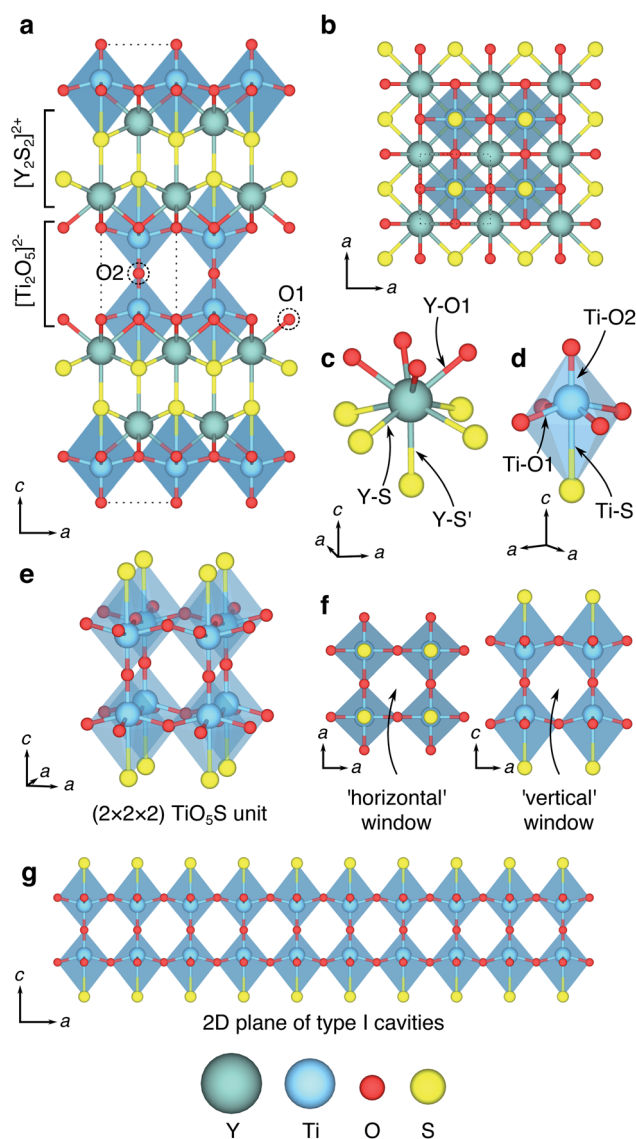 a
b
[Y2S2]2+
[Ti2O5]2-
O2
O1
c
a
a
a
c
Y-O1
Y-S
Y-S'
c
a
a
d
Ti-O2
Ti-O1
Ti-S
c
a
a
e
c
a
a
(2×2×2) TiO5S unit
f
a
a
c
a
'horizontal'
window
'vertical'
window
g
c
a
2D plane of type I cavities
Y
Ti
O
S